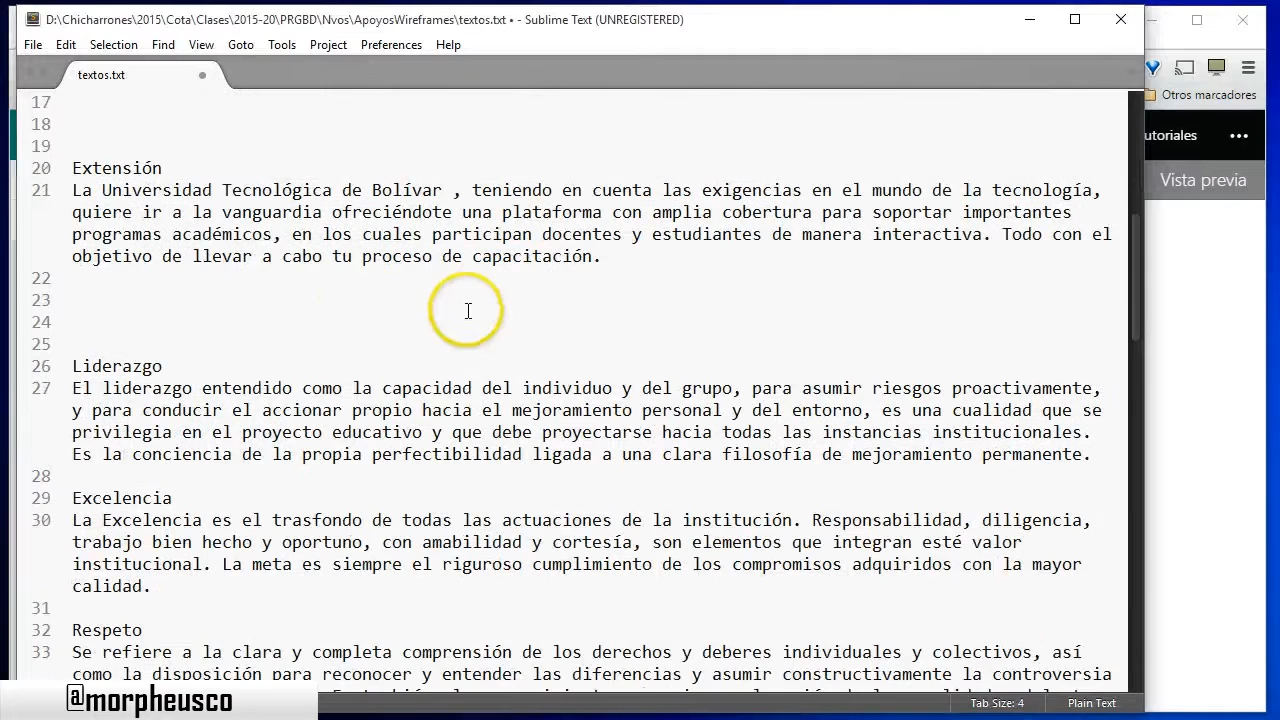 D:\Chicharrones\2015\Cota\Clases\2015-20\PRGBD\Nvos\ApoyosWireframes\textos.txt • - Sublime Text (UNREGISTERED)
File Edit Selection Find View Goto Tools Project Preferences Help
textos.txt
Otros marcadores
utoriales
Vista previa
17
18
19
20 Extensión
21 La Universidad Tecnológica de Bolívar , teniendo en cuenta las exigencias en el mundo de la tecnología,
quiere ir a la vanguardia ofreciéndote una plataforma con amplia cobertura para soportar importantes
programas académicos, en los cuales participan docentes y estudiantes de manera interactiva. Todo con el
objetivo de llevar a cabo tu proceso de capacitación.
22
23
24
25
26 Liderazgo
27 El liderazgo entendido como la capacidad del individuo y del grupo, para asumir riesgos proactivamente,
y para conducir el accionar propio hacia el mejoramiento personal y del entorno, es una cualidad que se
privilegia en el proyecto educativo y que debe proyectarse hacia todas las instancias institucionales.
Es la conciencia de la propia perfectibilidad ligada a una clara filosofía de mejoramiento permanente.
28
29 Excelencia
30 La Excelencia es el trasfondo de todas las actuaciones de la institución. Responsabilidad, diligencia,
trabajo bien hecho y oportuno, con amabilidad y cortesía, son elementos que integran esté valor
institucional. La meta es siempre el riguroso cumplimiento de los compromisos adquiridos con la mayor
calidad.
31
32 Respeto
33 Se refiere a la clara y completa comprensión de los derechos y deberes individuales y colectivos, así
como la disposición para reconocer y entender las diferencias y asumir constructivamente la controversia
@morpheusco
Tab Size: 4 Plain Text